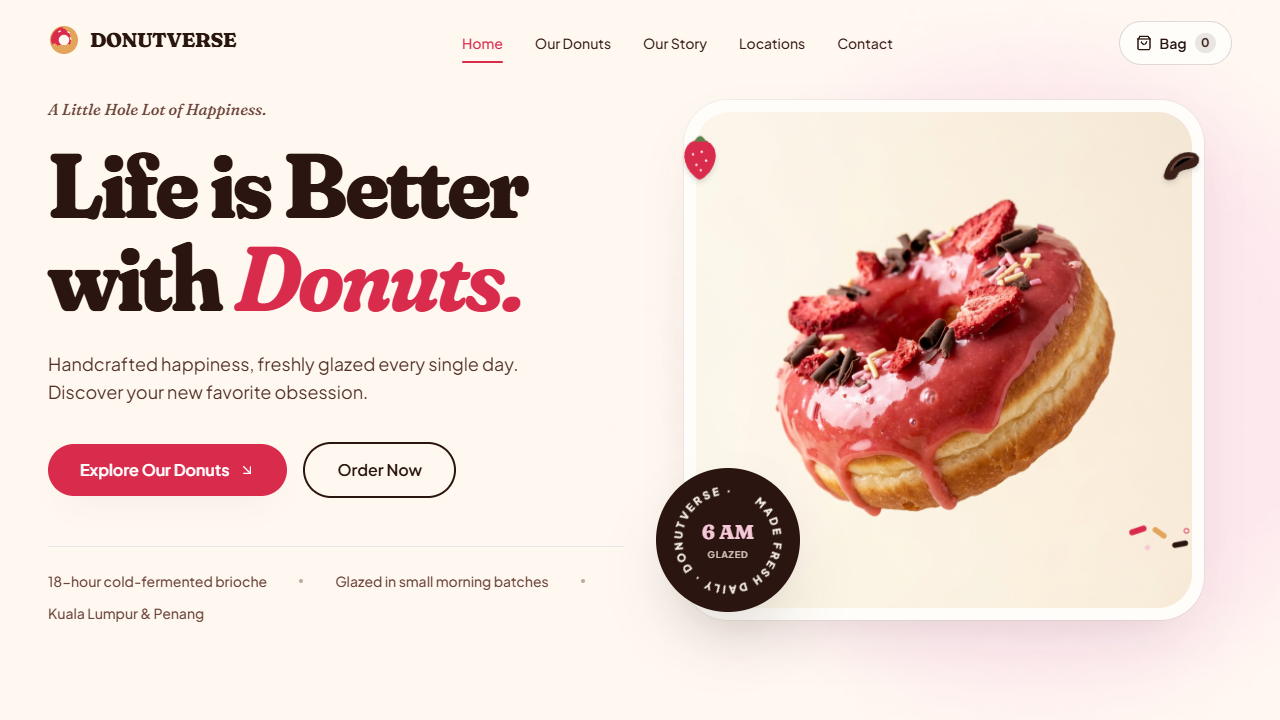 DONUTVERSE
Home
Our Donuts
Our Story
Locations
Contact
Bag 0
A Little Hole Lot of Happiness.
Life is Better
with Donuts.
Handcrafted happiness, freshly glazed every single day.
Discover your new favorite obsession.
Explore Our Donuts
Order Now
MADE FRESH DAILY · DONUTVERSE ·
6 AM
GLAZED
18-hour cold-fermented brioche • Glazed in small morning batches •
Kuala Lumpur & Penang